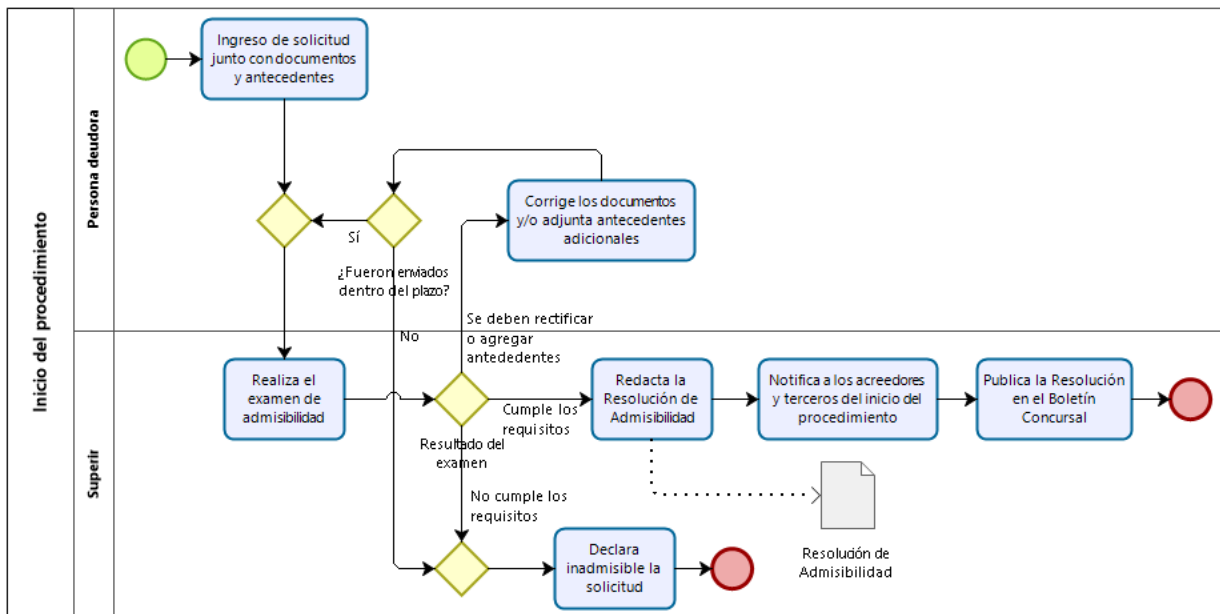 Inicio del procedimiento
Persona deudora
Ingreso de solicitud
junto con documentos
y antecedentes
Corrige los documentos
y/o adjunta antecedentes
adicionales
Sí
¿Fueron enviados
dentro del plazo?
No
Se deben rectificar
o agregar
antededentes
Superir
Realiza el
examen de
admisibilidad
Resultado del
examen
Cumple los
requisitos
Redacta la
Resolución de
Admisibilidad
Notifica a los acreedores
y terceros del inicio del
procedimiento
Publica la Resolución
en el Boletín
Concursal
No cumple los
requisitos
Declara
inadmisible la
solicitud
Resolución de
Admisibilidad